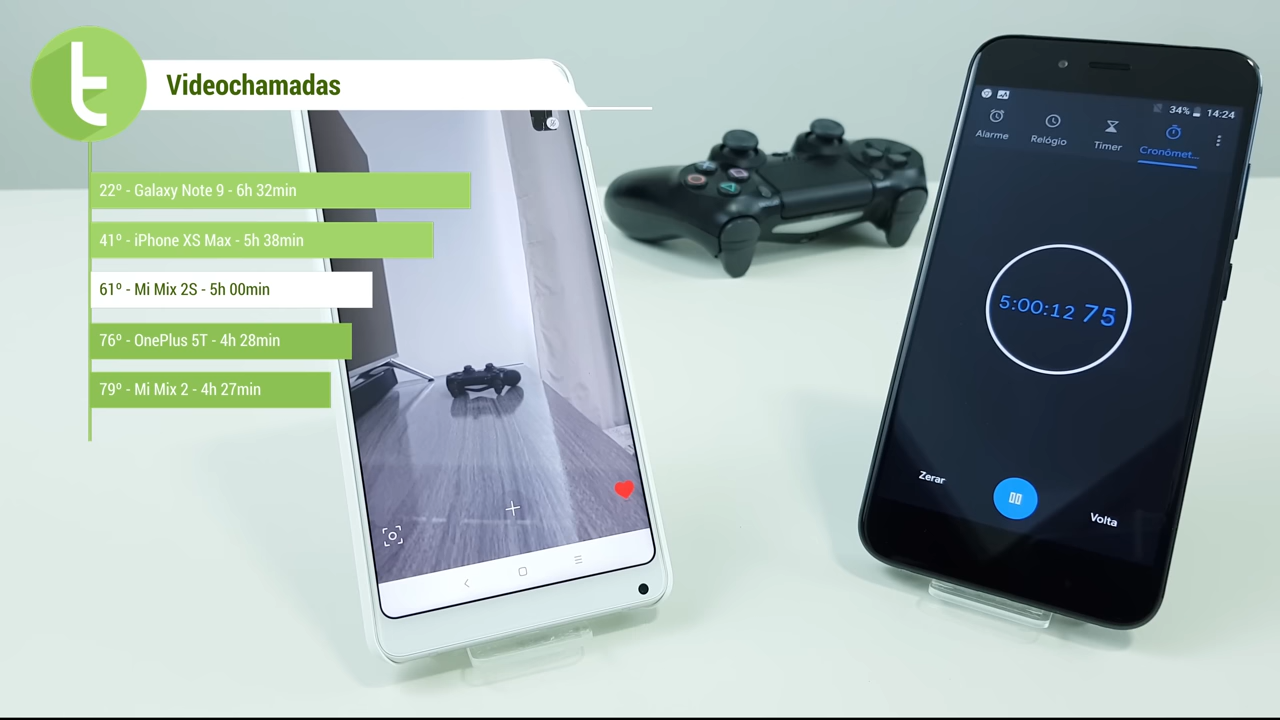 Videochamadas
22º - Galaxy Note 9 - 6h 32min
41º - iPhone XS Max - 5h 38min
61º - Mi Mix 2S - 5h 00min
76º - OnePlus 5T - 4h 28min
79º - Mi Mix 2 - 4h 27min
34% 14:24
Alarme Relógio Timer Cronômet...
5:00:12 75
Zerar
Volta